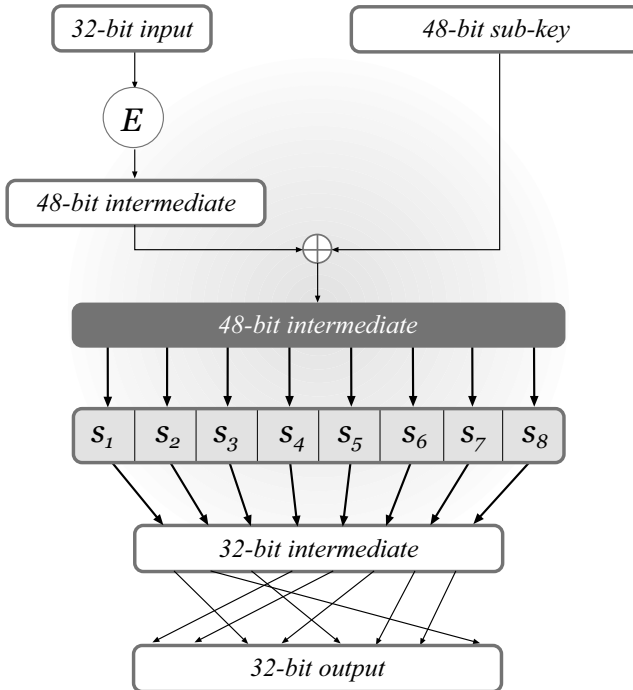 32-bit input
48-bit sub-key
E
48-bit intermediate
48-bit intermediate
S1 S2 S3 S4 S5 S6 S7 S8
32-bit intermediate
32-bit output